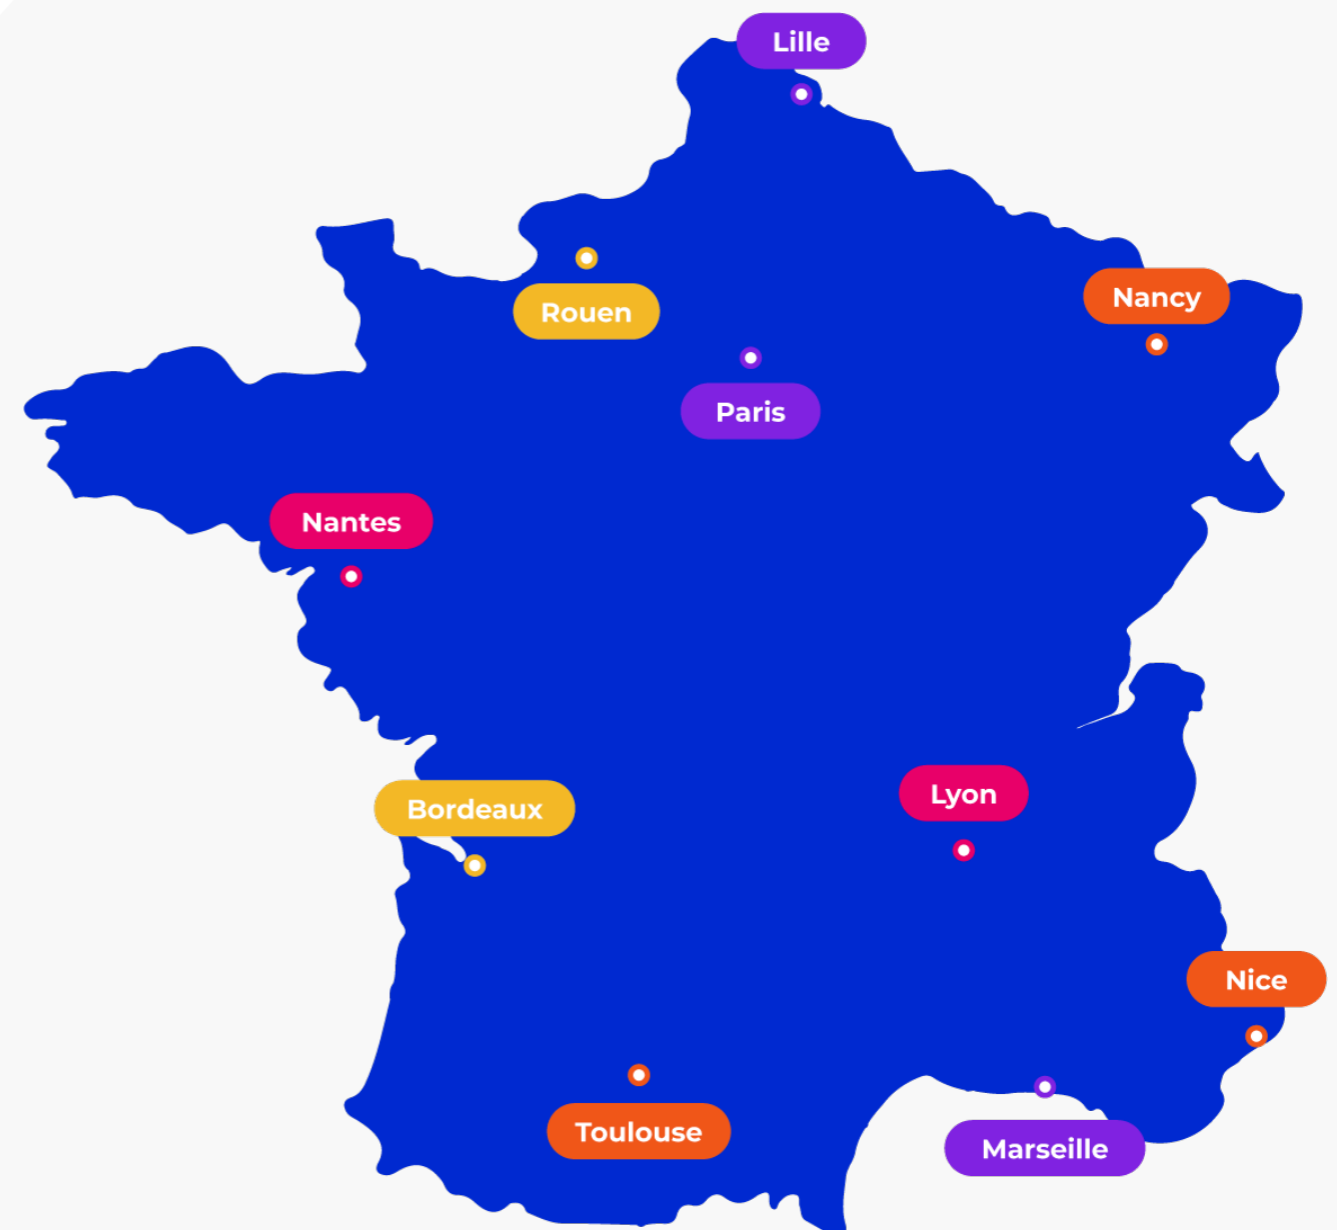 Lille
Nancy
Rouen
Paris
Nantes
Lyon
Bordeaux
Nice
Toulouse
Marseille